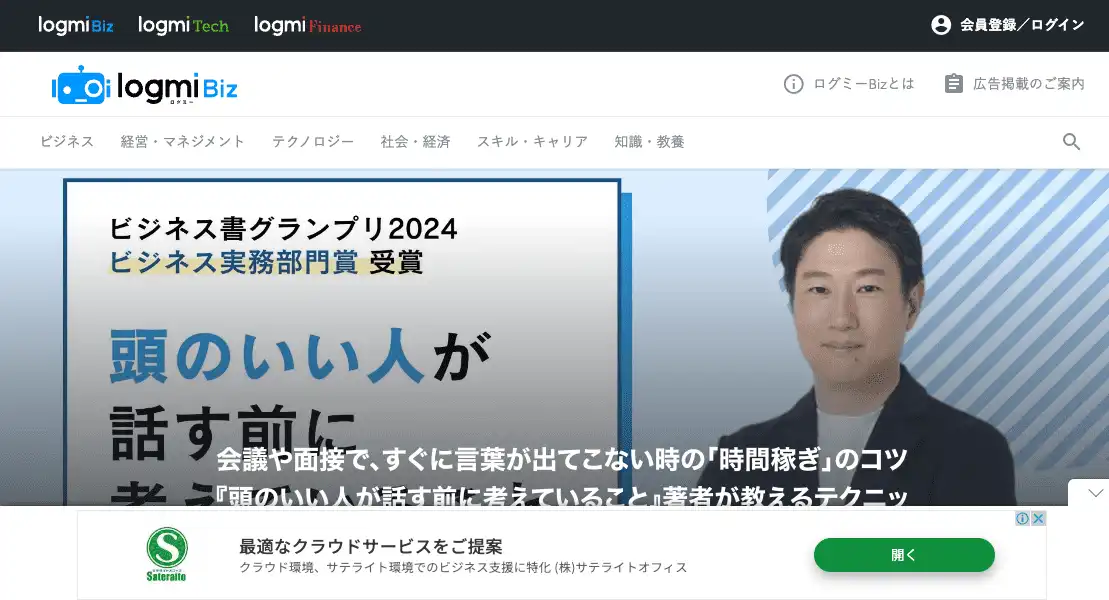 logmi Biz logmi Tech logmi Finance 会員登録／ログイン
logmi Biz
ログミー
ログミーBizとは 広告掲載のご案内
ビジネス 経営・マネジメント テクノロジー 社会・経済 スキル・キャリア 知識・教養
ビジネス書グランプリ2024
ビジネス実務部門賞 受賞
頭のいい人が
話す前に
会議や面接で、すぐに言葉が出てこない時の「時間稼ぎ」のコツ
『頭のいい人が話す前に考えていること』著者が教えるテクニッ
S
Sateraito
最適なクラウドサービスをご提案
クラウド環境、サテライト環境でのビジネス支援に特化 (株)サテライトオフィス
開く